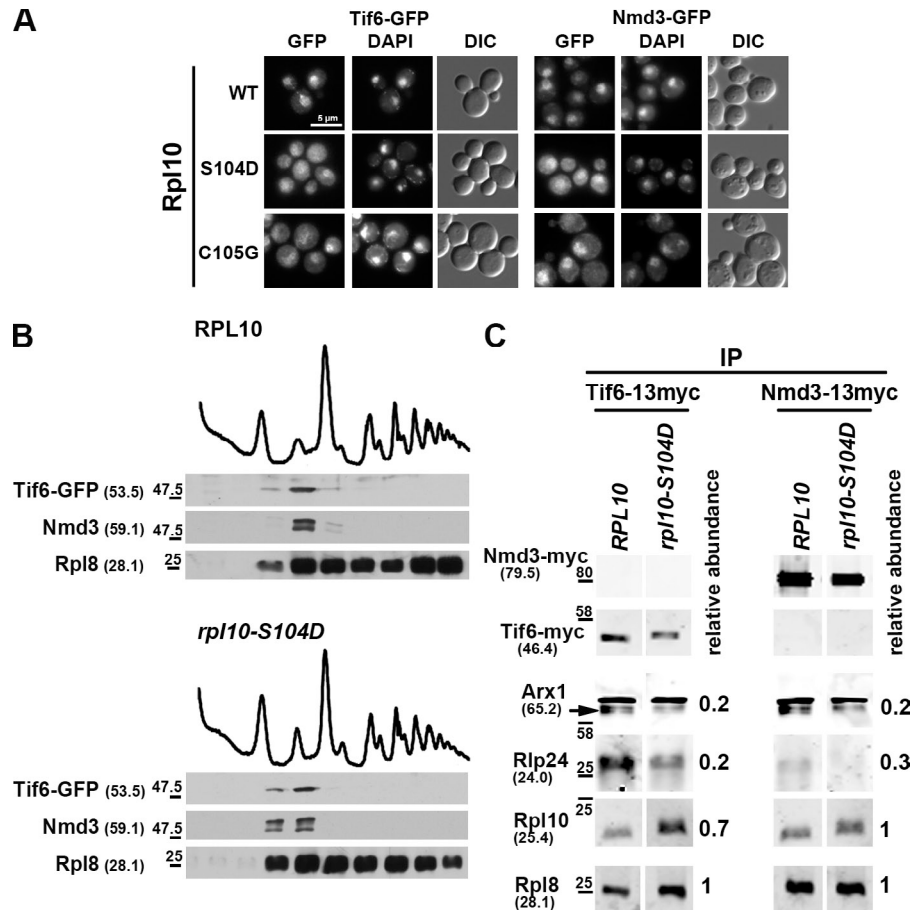 A
Tif6-GFP
Nmd3-GFP
GFP DAPI DIC GFP DAPI DIC
Rpl10
WT
5 µm
S104D
C105G
B
RPL10
Tif6-GFP (53.5) 47.5
Nmd3 (59.1) 47.5
Rpl8 (28.1) 25
rpl10-S104D
Tif6-GFP (53.5) 47.5
Nmd3 (59.1) 47.5
Rpl8 (28.1) 25
C
IP
Tif6-13myc Nmd3-13myc
RPL10 rpl10-S104D relative abundance RPL10 rpl10-S104D relative abundance
Nmd3-myc
(79.5) 80
58
Tif6-myc
(46.4)
Arx1
(65.2) 0.2 0.2
58
Rlp24
(24.0) 25 0.2 0.3
25
Rpl10
(25.4) 0.7 1
Rpl8
(28.1) 25 1 1